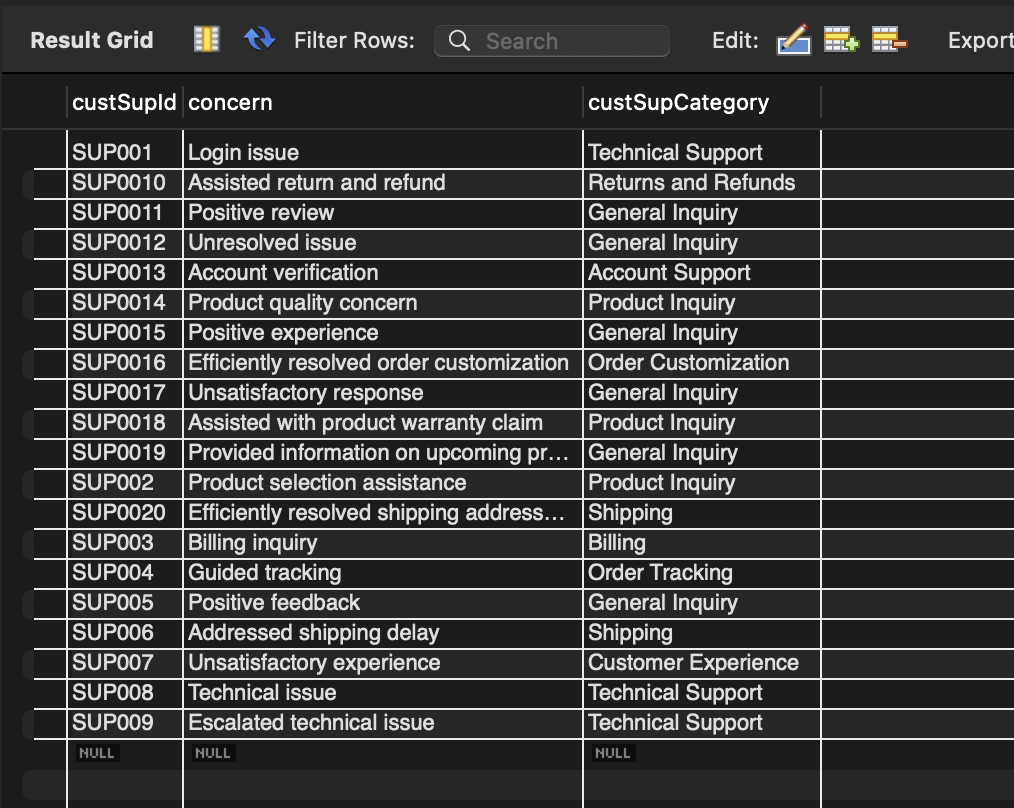 Result Grid Filter Rows: Search Edit: Export
custSupId concern custSupCategory
SUP001 Login issue Technical Support
SUP0010 Assisted return and refund Returns and Refunds
SUP0011 Positive review General Inquiry
SUP0012 Unresolved issue General Inquiry
SUP0013 Account verification Account Support
SUP0014 Product quality concern Product Inquiry
SUP0015 Positive experience General Inquiry
SUP0016 Efficiently resolved order customization Order Customization
SUP0017 Unsatisfactory response General Inquiry
SUP0018 Assisted with product warranty claim Product Inquiry
SUP0019 Provided information on upcoming pr... General Inquiry
SUP002 Product selection assistance Product Inquiry
SUP0020 Efficiently resolved shipping address... Shipping
SUP003 Billing inquiry Billing
SUP004 Guided tracking Order Tracking
SUP005 Positive feedback General Inquiry
SUP006 Addressed shipping delay Shipping
SUP007 Unsatisfactory experience Customer Experience
SUP008 Technical issue Technical Support
SUP009 Escalated technical issue Technical Support
NULL NULL NULL